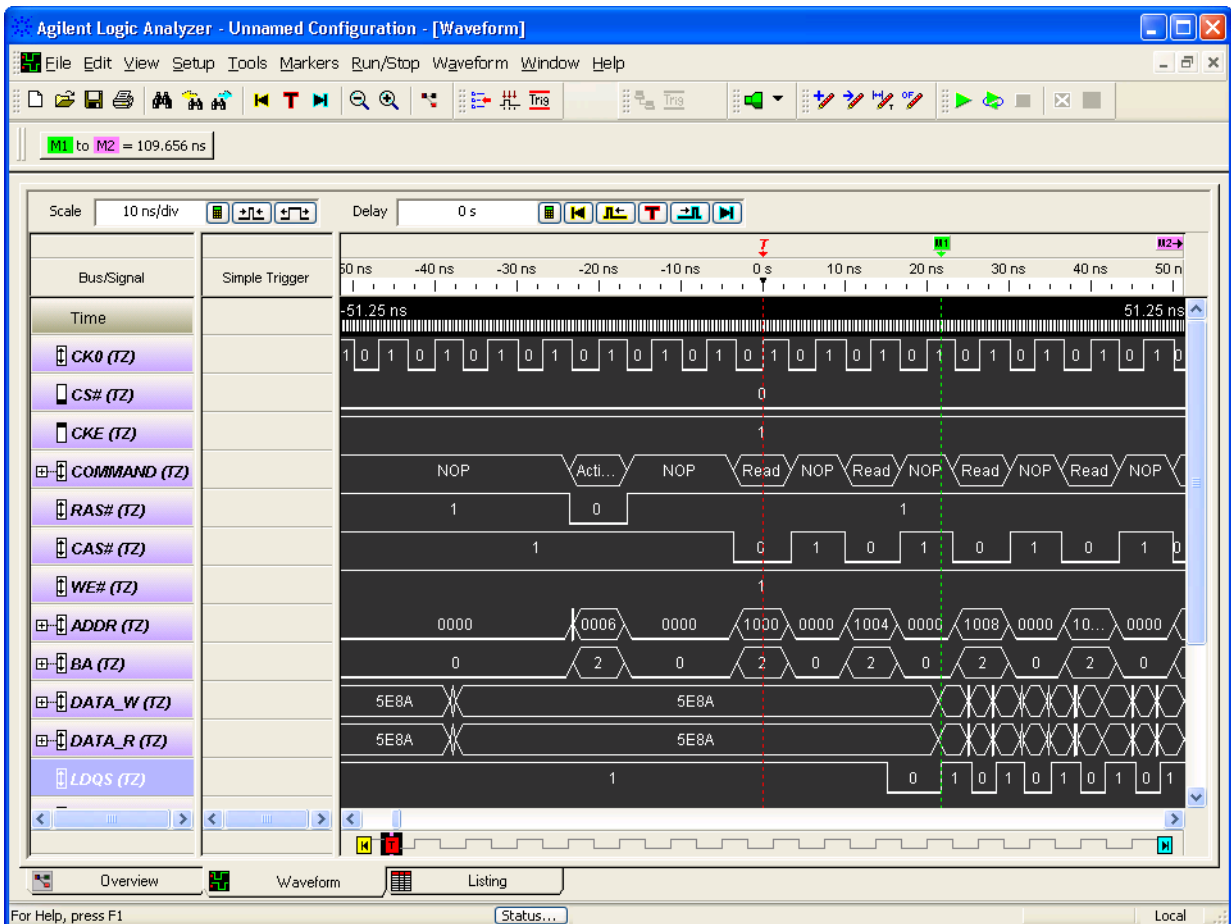 Agilent Logic Analyzer - Unnamed Configuration - [Waveform]
File Edit View Setup Tools Markers Run/Stop Waveform Window Help
T Trig Trig OF
M1 to M2 = 109.656 ns
Scale 10 ns/div Delay 0 s T
T M1 M2
Bus/Signal Simple Trigger 50 ns -40 ns -30 ns -20 ns -10 ns 0 s 10 ns 20 ns 30 ns 40 ns 50 n
Time -51.25 ns 51.25 ns
CK0 (TZ) 1 0 1 0 1 0 1 0 1 0 1 0 1 0 1 0 1 0 1 0 1 0 1 0 1 0 1 0 1 0 1 0
CS# (TZ) 0
CKE (TZ) 1
COMMAND (TZ) NOP Acti... NOP Read NOP Read NOP Read NOP Read NOP
RAS# (TZ) 1 0 1
CAS# (TZ) 1 0 1 0 1 0 1 0 1 0
WE# (TZ) 1
ADDR (TZ) 0000 0006 0000 1000 0000 1004 0000 1008 0000 10... 0000
BA (TZ) 0 2 0 2 0 2 0 2 0 2 0
DATA_W (TZ) 5E8A 5E8A
DATA_R (TZ) 5E8A 5E8A
LDQS (TZ) 1 0 1 0 1 0 1 0 1 0 1
T
Overview Waveform Listing
For Help, press F1 Status... Local